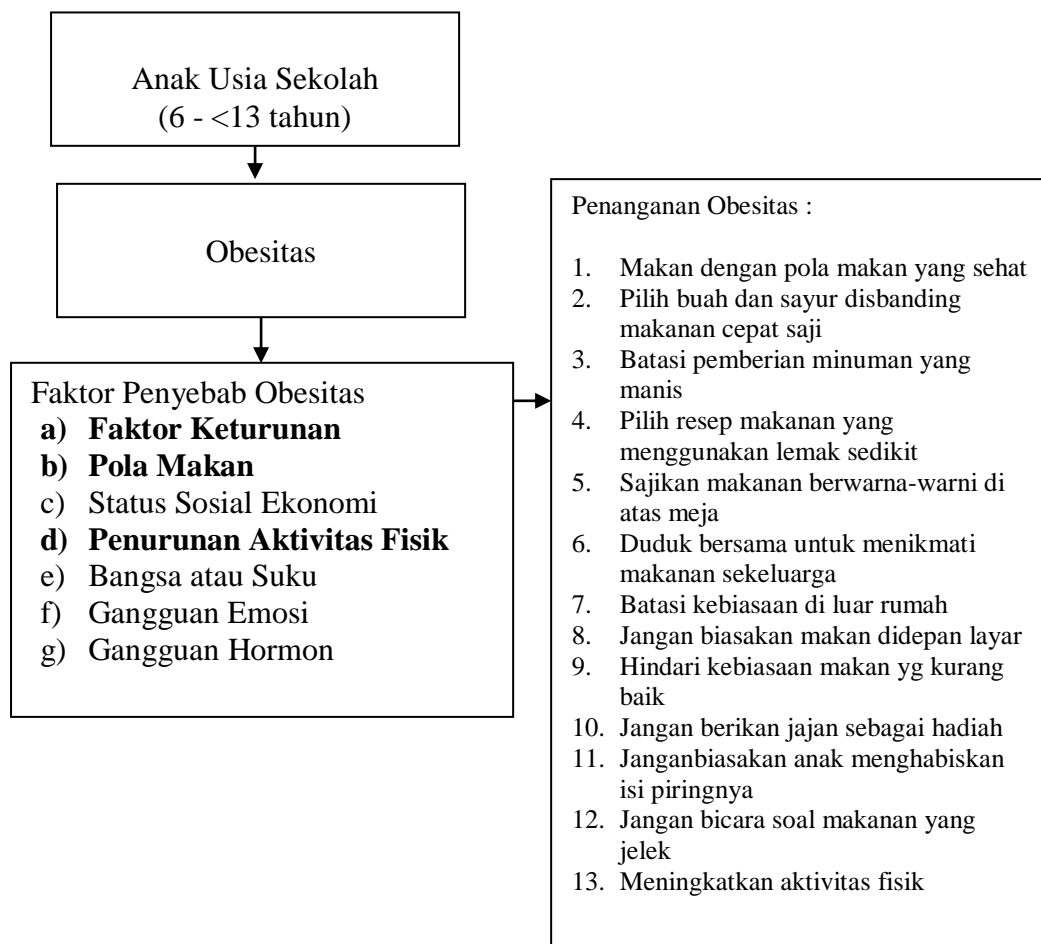 Anak Usia Sekolah
(6 - <13 tahun)
Obesitas
Faktor Penyebab Obesitas
a) Faktor Keturunan
b) Pola Makan
c) Status Sosial Ekonomi
d) Penurunan Aktivitas Fisik
e) Bangsa atau Suku
f) Gangguan Emosi
g) Gangguan Hormon
Penanganan Obesitas :
1. Makan dengan pola makan yang sehat
2. Pilih buah dan sayur disbanding
makanan cepat saji
3. Batasi pemberian minuman yang
manis
4. Pilih resep makanan yang
menggunakan lemak sedikit
5. Sajikan makanan berwarna-warni di
atas meja
6. Duduk bersama untuk menikmati
makanan sekeluarga
7. Batasi kebiasaan di luar rumah
8. Jangan biasakan makan didepan layar
9. Hindari kebiasaan makan yg kurang
baik
10. Jangan berikan jajan sebagai hadiah
11. Janganbiasakan anak menghabiskan
isi piringnya
12. Jangan bicara soal makanan yang
jelek
13. Meningkatkan aktivitas fisik